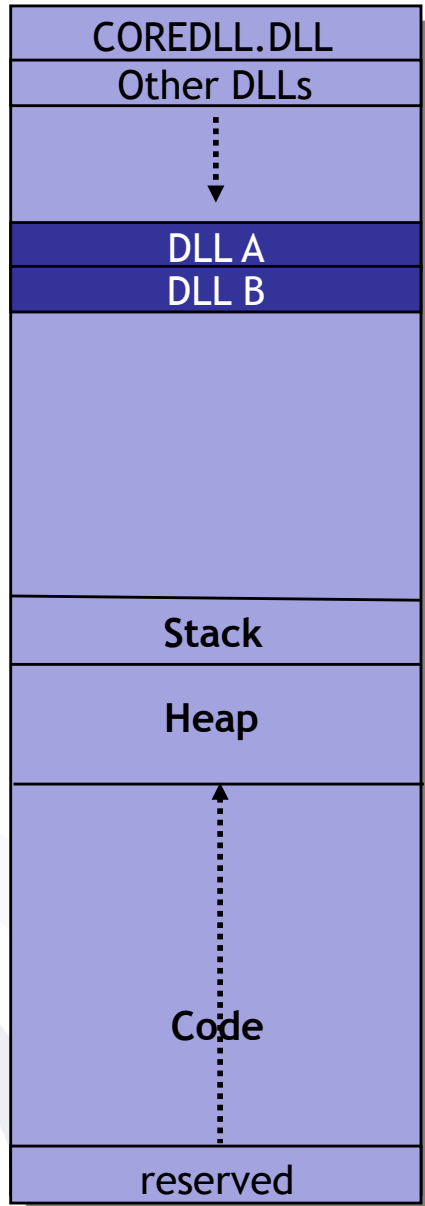 COREDLL.DLL
Other DLLs
DLL A
DLL B
Stack
Heap
Code
reserved